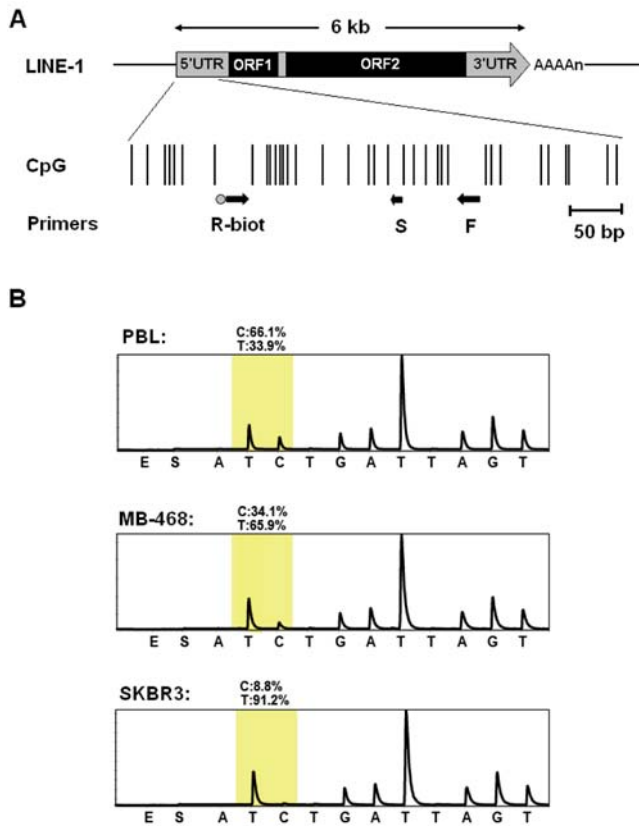 A
6 kb
LINE-1
5'UTR ORF1 ORF2 3'UTR AAAAn
CpG
Primers
R-biot S F 50 bp
B
PBL:
C:66.1%
T:33.9%
E S A T C T G A T T A G T
MB-468:
C:34.1%
T:65.9%
E S A T C T G A T T A G T
SKBR3:
C:8.8%
T:91.2%
E S A T C T G A T T A G T